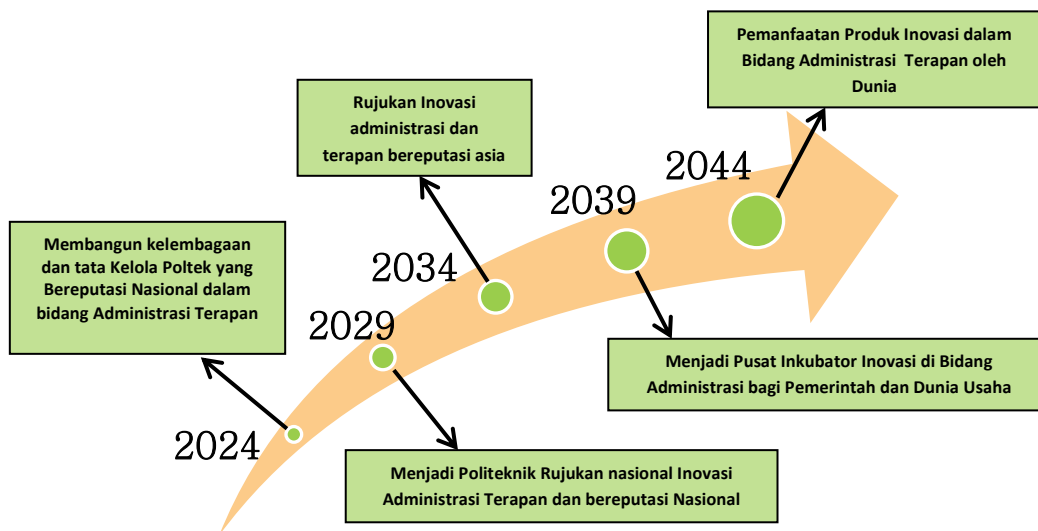 Pemanfaatan Produk Inovasi dalam
Bidang Administrasi Terapan oleh
Dunia
Rujukan Inovasi
administrasi dan
terapan bereputasi asia
2044
2039
Membangun kelembagaan
dan tata Kelola Poltek yang
Bereputasi Nasional dalam
bidang Administrasi Terapan
2034
2029
Menjadi Pusat Inkubator Inovasi di Bidang
Administrasi bagi Pemerintah dan Dunia Usaha
2024
Menjadi Politeknik Rujukan nasional Inovasi
Administrasi Terapan dan bereputasi Nasional